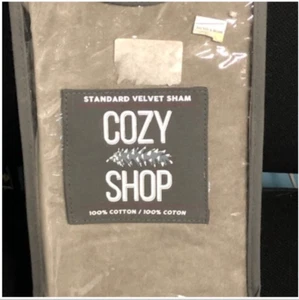 STANDARD VELVET SHAM
COZY
SHOP
100% COTTON / 100% COTON